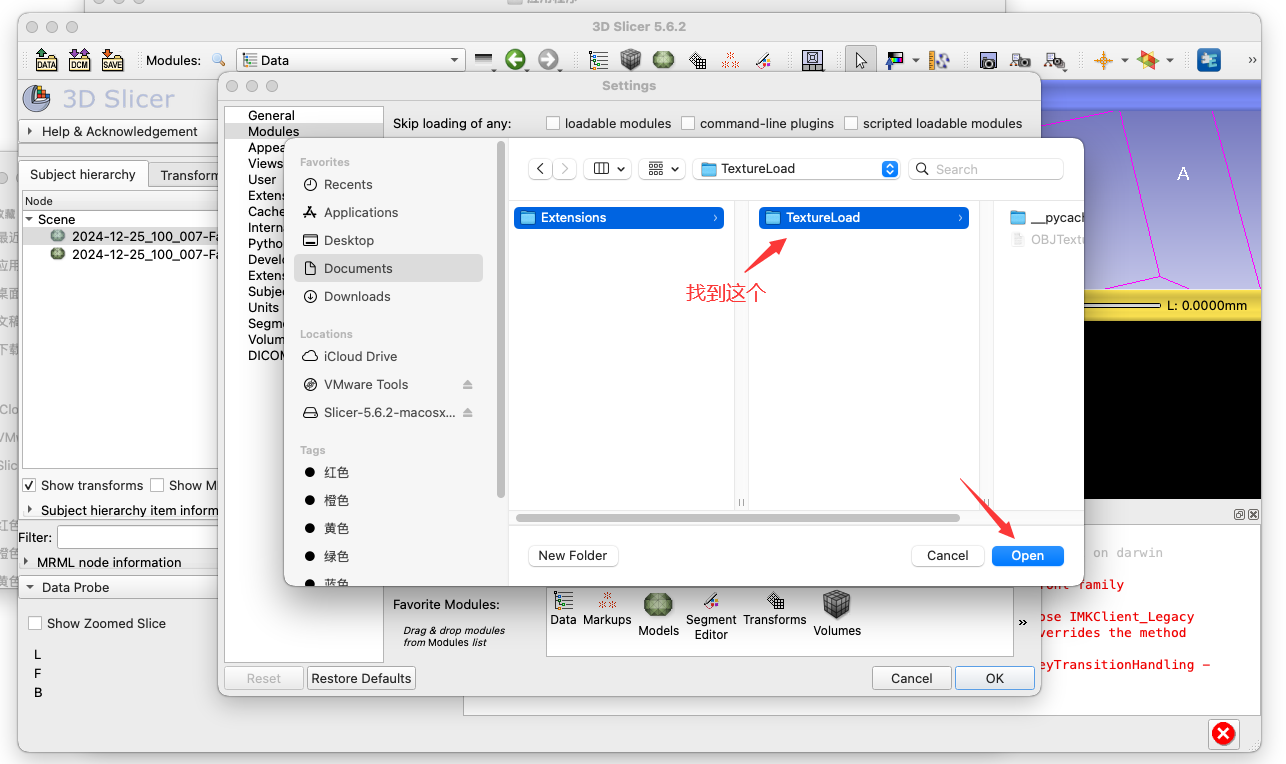 应用程序
3D Slicer 5.6.2
DATA
DCM
SAVE
Modules:
Data
3D Slicer
Help & Acknowledgement
Subject hierarchy
Transform
Node
Scene
2024-12-25_100_007-Fa
2024-12-25_100_007-Fa
Show transforms
Show M
Subject hierarchy item inform
Filter:
MRML node information
Data Probe
Show Zoomed Slice
L
F
B
Settings
General
Modules
Appea
Views
User
Extens
Cache
Intern
Pytho
Develo
Extens
Subje
Units
Segme
Volum
DICOM
Skip loading of any:
loadable modules
command-line plugins
scripted loadable modules
Favorites
Recents
Applications
Desktop
Documents
Downloads
Locations
iCloud Drive
VMware Tools
Slicer-5.6.2-macosx...
Tags
红色
橙色
黄色
绿色
蓝色
TextureLoad
Search
Extensions
TextureLoad
__pycach
OBJTextu
找到这个
New Folder
Cancel
Open
Favorite Modules:
Drag & drop modules
from Modules list
Data
Markups
Models
Segment
Editor
Transforms
Volumes
»
Reset
Restore Defaults
Cancel
OK
A
L: 0.0000mm
on darwin
font family
ose IMKClient_Legacy
verrides the method
eyTransitionHandling –